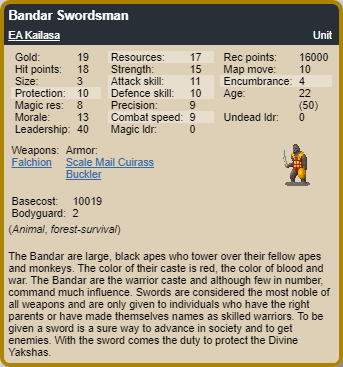 Bandar Swordsman
EA Kailasa Unit
Gold: 19 Resources: 17 Rec points: 16000
Hit points: 18 Strength: 15 Map move: 10
Size: 3 Attack skill: 11 Encumbrance: 4
Protection: 10 Defence skill: 10 Age: 22
Magic res: 8 Precision: 9 (50)
Morale: 13 Combat speed: 9 Undead ldr: 0
Leadership: 40 Magic ldr: 0
Weapons: Armor:
Falchion Scale Mail Cuirass
Buckler
Basecost: 10019
Bodyguard: 2
(Animal, forest-survival)
The Bandar are large, black apes who tower over their fellow apes
and monkeys. The color of their caste is red, the color of blood and
war. The Bandar are the warrior caste and although few in number,
command much influence. Swords are considered the most noble of
all weapons and are only given to individuals who have the right
parents or have made themselves names as skilled warriors. To be
given a sword is a sure way to advance in society and to get
enemies. With the sword comes the duty to protect the Divine
Yakshas.